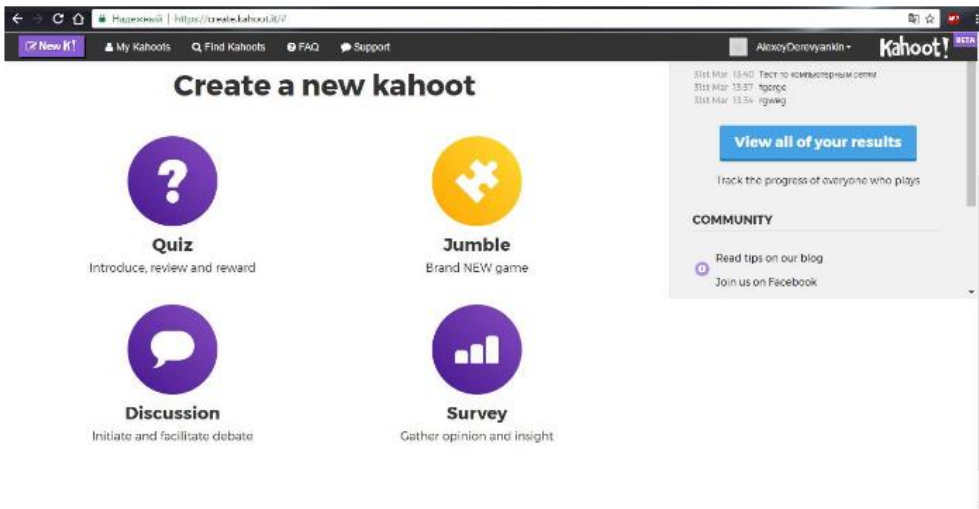 Надежный | https://create.kahoot.it/#
New K! My Kahoots Find Kahoots FAQ Support AlexeyDerevyankin Kahoot! BETA
Create a new kahoot
31st Mar 13:40 Тест по компьютерным сетям
31st Mar 13:37
31st Mar 13:34
View all of your results
Track the progress of everyone who plays
COMMUNITY
Read tips on our blog
Join us on Facebook
Quiz
Introduce, review and reward
Jumble
Brand NEW game
Discussion
Initiate and facilitate debate
Survey
Gather opinion and insight